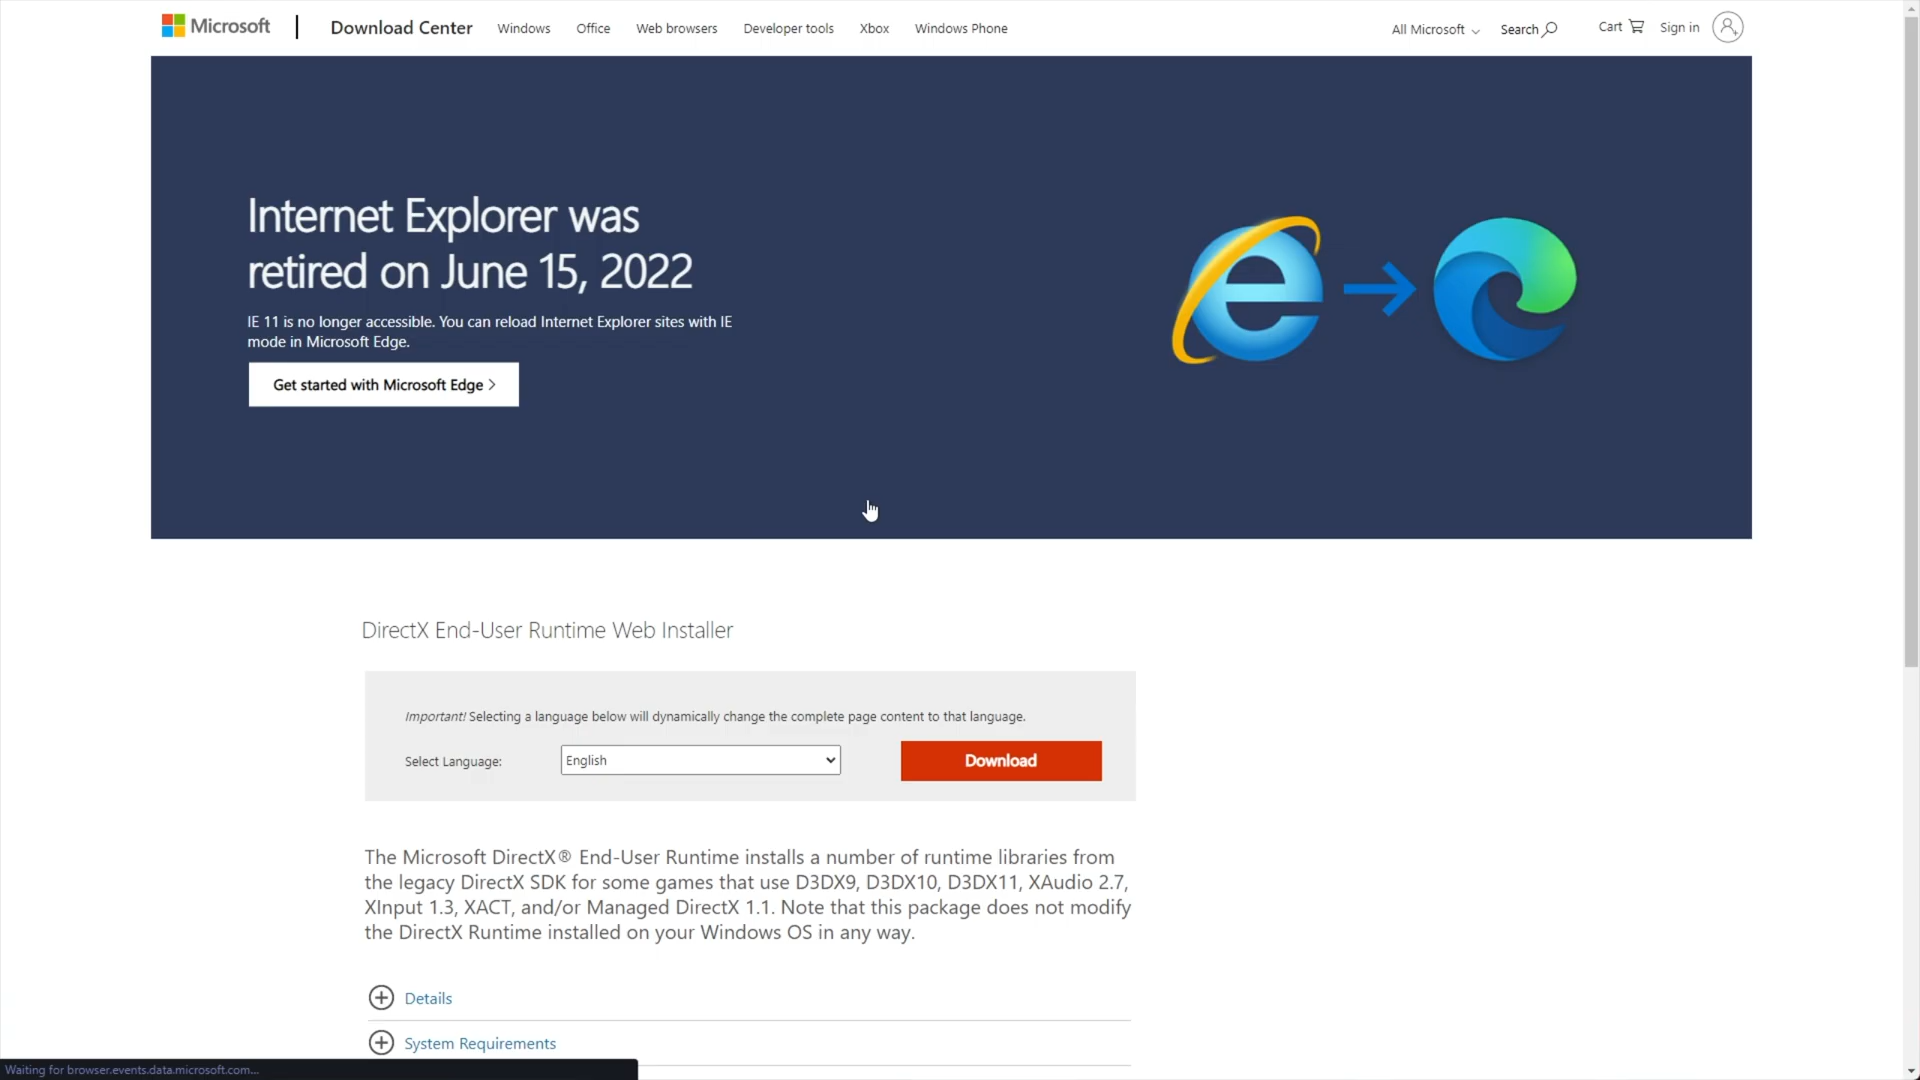 Microsoft
Download Center
Windows
Office
Web browsers
Developer tools
Xbox
Windows Phone
All Microsoft
Search
Cart
Sign in
Internet Explorer was
retired on June 15, 2022
IE 11 is no longer accessible. You can reload Internet Explorer sites with IE
mode in Microsoft Edge.
Get started with Microsoft Edge >
DirectX End-User Runtime Web Installer
Important! Selecting a language below will dynamically change the complete page content to that language.
Select Language:
English
Download
The Microsoft DirectX® End-User Runtime installs a number of runtime libraries from
the legacy DirectX SDK for some games that use D3DX9, D3DX10, D3DX11, XAudio 2.7,
XInput 1.3, XACT, and/or Managed DirectX 1.1. Note that this package does not modify
the DirectX Runtime installed on your Windows OS in any way.
Details
System Requirements
Waiting for browser.events.data.microsoft.com...